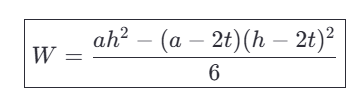 W = \frac{ah^2 - (a - 2t)(h - 2t)^2}{6}